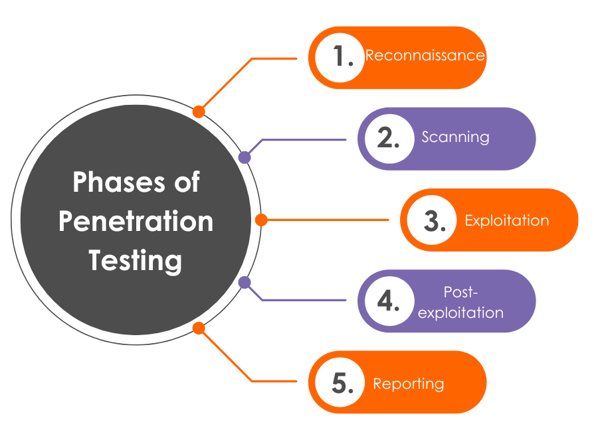 Phases of
Penetration
Testing
1. Reconnaissance
2. Scanning
3. Exploitation
4. Post-
exploitation
5. Reporting